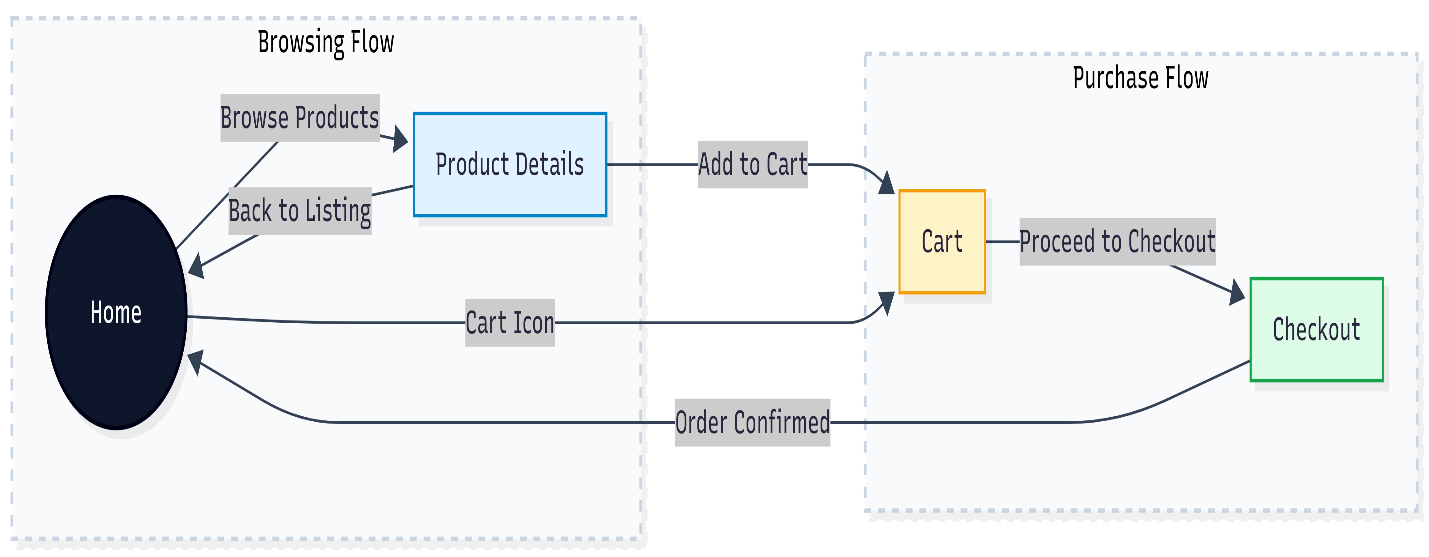 Browsing Flow
Purchase Flow
Browse Products
Product Details
Add to Cart
Back to Listing
Cart
Proceed to Checkout
Home
Cart Icon
Checkout
Order Confirmed